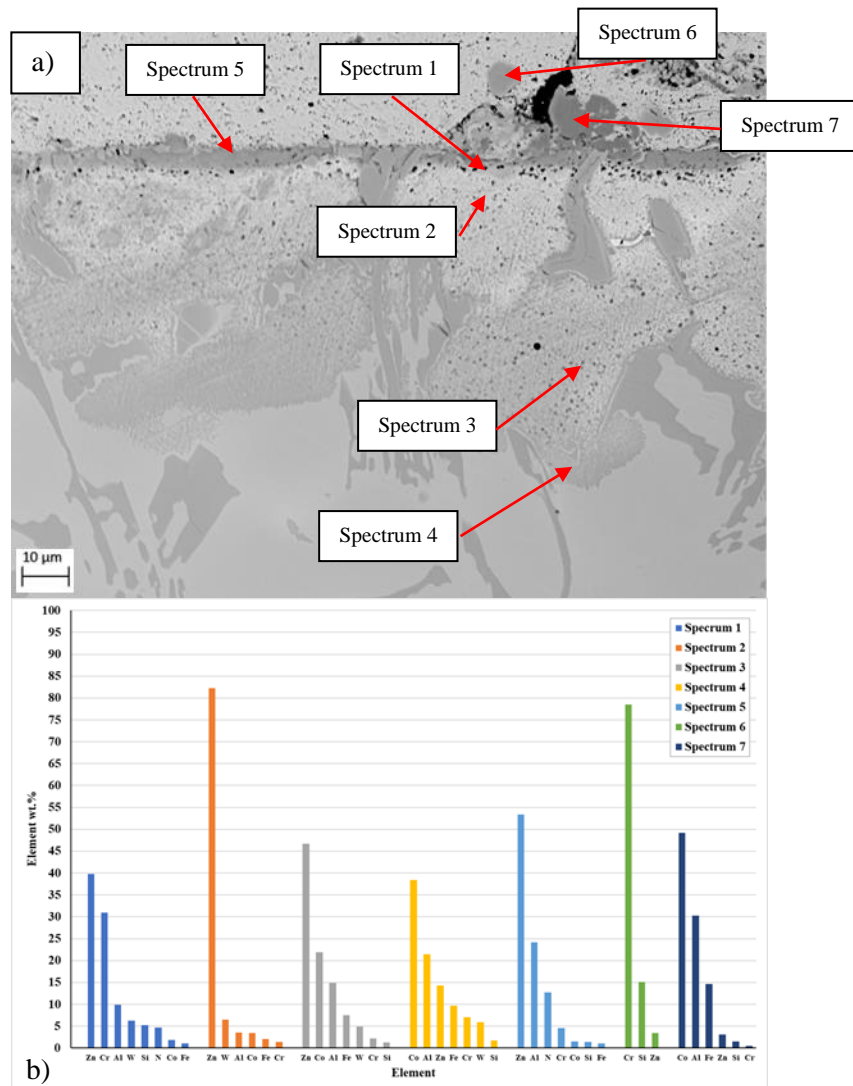 a)
Spectrum 5
Spectrum 1
Spectrum 6
Spectrum 7
Spectrum 2
Spectrum 3
Spectrum 4
10 µm
100
95
90
85
80
75
70
65
60
55
50
45
40
35
30
25
20
15
10
5
0
Element wt.%
Specrum 1
Spectrum 2
Spectrum 3
Spectrum 4
Spectrum 5
Spectrum 6
Spectrum 7
Zn Cr Al W Si N Co Fe Zn W Al Co Fe Cr Zn Co Al Fe W Cr Si Co Al Zn Fe Cr W Si Zn Al N Cr Co Si Fe Cr Si Zn Co Al Fe Zn Si Cr
Element
b)